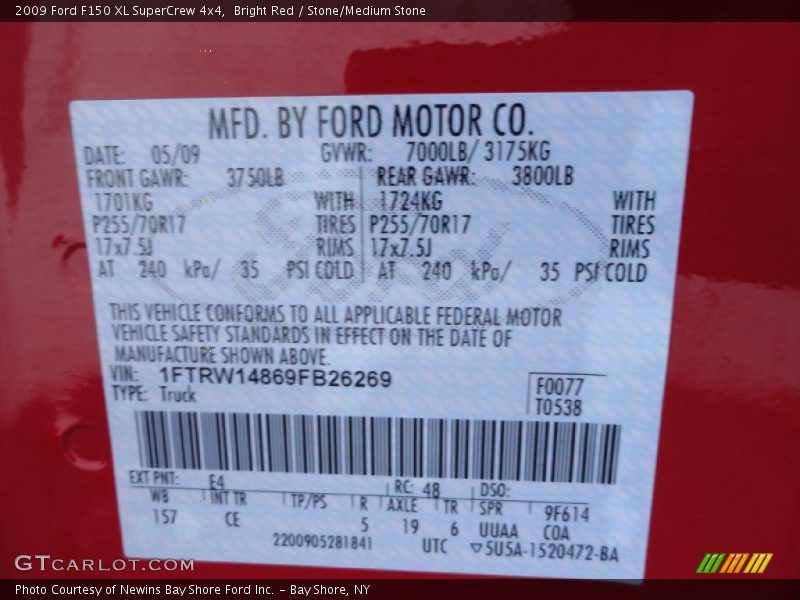 2009 Ford F150 XL SuperCrew 4x4,  Bright Red / Stone/Medium Stone
MFD. BY FORD MOTOR CO.
DATE: 05/09 GVWR: 7000LB/ 3175KG
FRONT GAWR: 3750LB REAR GAWR: 3800LB
1701KG WITH 1724KG WITH
P255/70R17 TIRES P255/70R17 TIRES
17x7.5J RIMS 17x7.5J RIMS
AT 240 kPa/ 35 PSI COLD AT 240 kPa/ 35 PSI COLD
THIS VEHICLE CONFORMS TO ALL APPLICABLE FEDERAL MOTOR
VEHICLE SAFETY STANDARDS IN EFFECT ON THE DATE OF
MANUFACTURE SHOWN ABOVE.
VIN: 1FTRW14869FB26269
F0077
TYPE: Truck
T0538
EXT PNT: E4 RC: 48 DSO:
WB INT TR TP/PS R AXLE TR SPR 9F614
157 CE 5 19 6 UUAA COA
2200905281841 UTC ▽5U5A-1520472-BA
GTCARLOT.COM
Photo Courtesy of Newins Bay Shore Ford Inc. – Bay Shore, NY